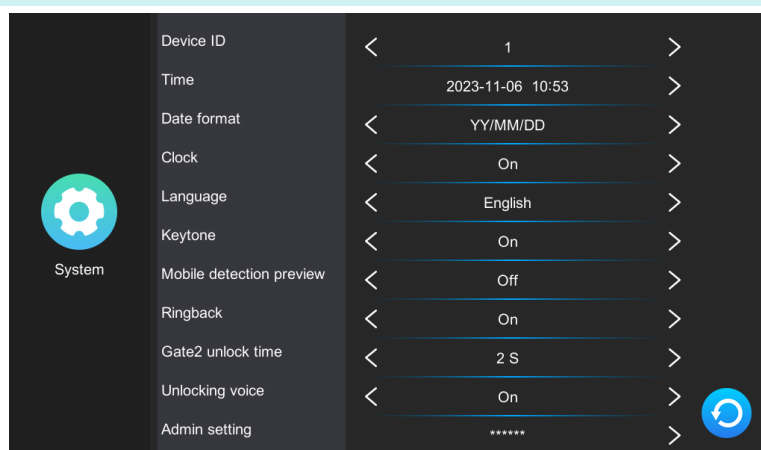 Device ID < 1 >
Time 2023-11-06 10:53 >
Date format < YY/MM/DD >
Clock < On >
Language < English >
Keytone < On >
System
Mobile detection preview < Off >
Ringback < On >
Gate2 unlock time < 2 S >
Unlocking voice < On >
Admin setting ****** >